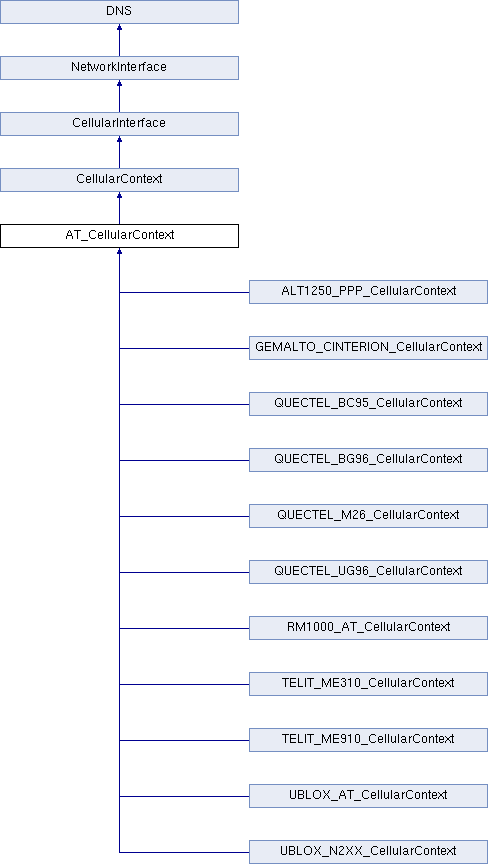 DNS
NetworkInterface
CellularInterface
CellularContext
AT_CellularContext
ALT1250_PPP_CellularContext
GEMALTO_CINTERION_CellularContext
QUECTEL_BC95_CellularContext
QUECTEL_BG96_CellularContext
QUECTEL_M26_CellularContext
QUECTEL_UG96_CellularContext
RM1000_AT_CellularContext
TELIT_ME310_CellularContext
TELIT_ME910_CellularContext
UBLOX_AT_CellularContext
UBLOX_N2XX_CellularContext